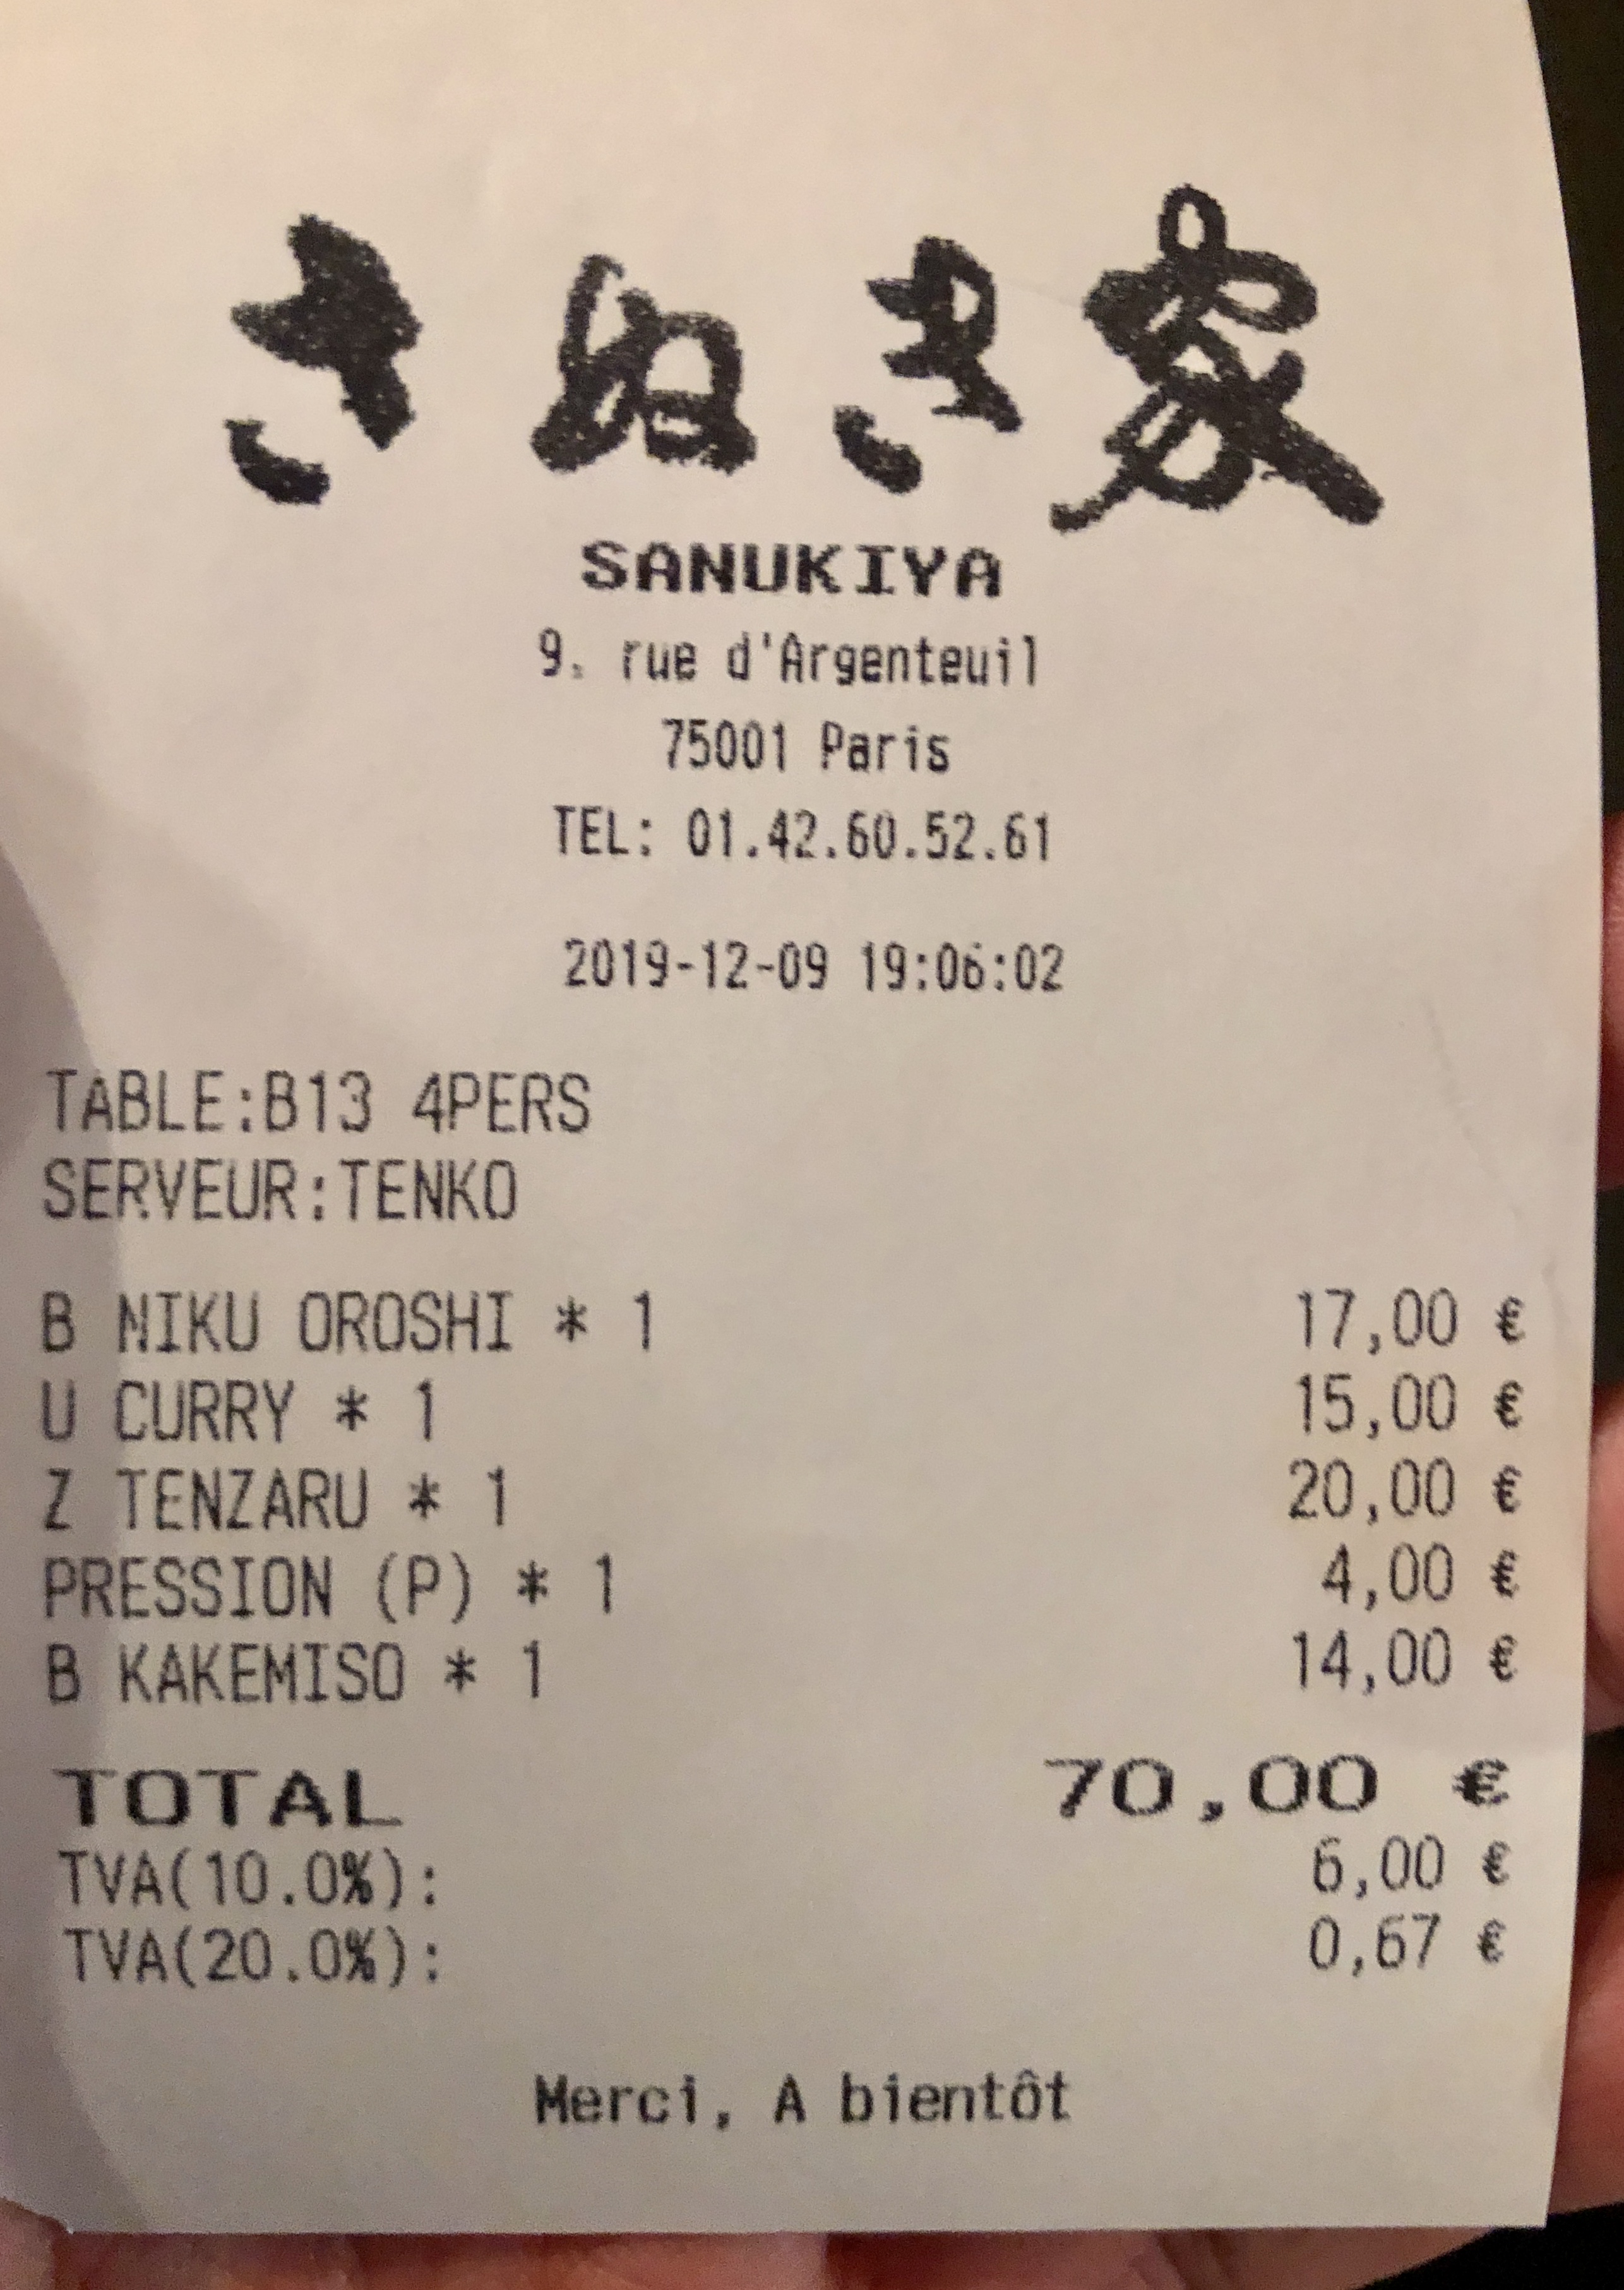 さぬき家
SANUKIYA
9, rue d'Argenteuil
75001 Paris
TEL: 01.42.60.52.61
2019-12-09 19:06:02
TABLE:B13 4PERS
SERVEUR:TENKO
B NIKU OROSHI * 1 17,00 €
U CURRY * 1 15,00 €
Z TENZARU * 1 20,00 €
PRESSION (P) * 1 4,00 €
B KAKEMISO * 1 14,00 €
TOTAL 70,00 €
TVA(10.0%): 6,00 €
TVA(20.0%): 0,67 €
Merci, A bientôt